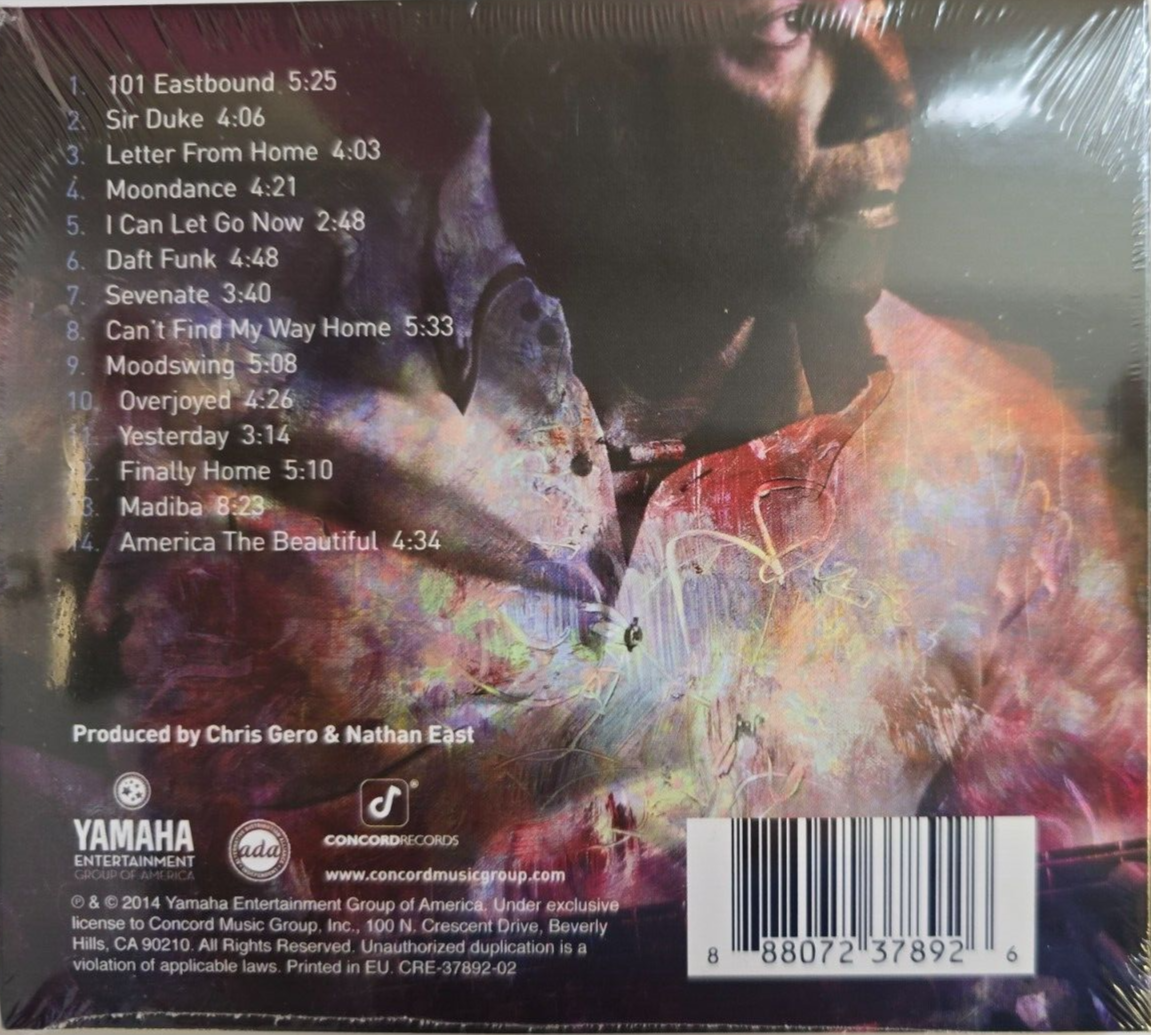 1. 101 Eastbound 5:25
2. Sir Duke 4:06
3. Letter From Home 4:03
4. Moondance 4:21
5. I Can Let Go Now 2:48
6. Daft Funk 4:48
7. Sevenate 3:40
8. Can't Find My Way Home 5:33
9. Moodswing 5:08
10. Overjoyed 4:26
11. Yesterday 3:14
12. Finally Home 5:10
13. Madiba 8:23
14. America The Beautiful 4:34
Produced by Chris Gero & Nathan East
YAMAHA
ENTERTAINMENT
GROUP OF AMERICA
ada
CONCORDRECORDS
www.concordmusicgroup.com
℗ & © 2014 Yamaha Entertainment Group of America. Under exclusive
license to Concord Music Group, Inc., 100 N. Crescent Drive, Beverly
Hills, CA 90210. All Rights Reserved. Unauthorized duplication is a
violation of applicable laws. Printed in EU. CRE-37892-02
8 88072 37892 6